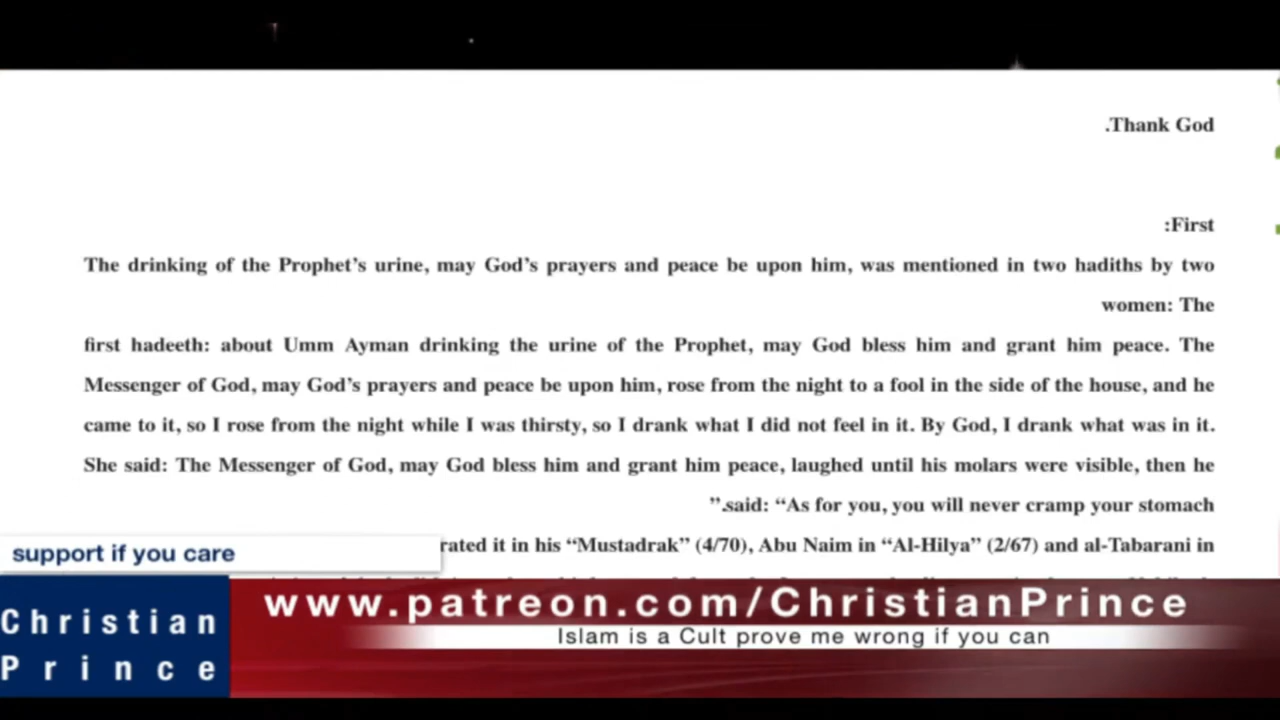 .Thank God
:First
The drinking of the Prophet's urine, may God's prayers and peace be upon him, was mentioned in two hadiths by two
women: The
first hadeeth: about Umm Ayman drinking the urine of the Prophet, may God bless him and grant him peace. The
Messenger of God, may God's prayers and peace be upon him, rose from the night to a fool in the side of the house, and he
came to it, so I rose from the night while I was thirsty, so I drank what I did not feel in it. By God, I drank what was in it.
She said: The Messenger of God, may God bless him and grant him peace, laughed until his molars were visible, then he
”.said: “As for you, you will never cramp your stomach
rated it in his “Mustadrak” (4/70), Abu Naim in “Al-Hilya” (2/67) and al-Tabarani in
support if you care
Christian
Prince
www.patreon.com/ChristianPrince
Islam is a Cult prove me wrong if you can